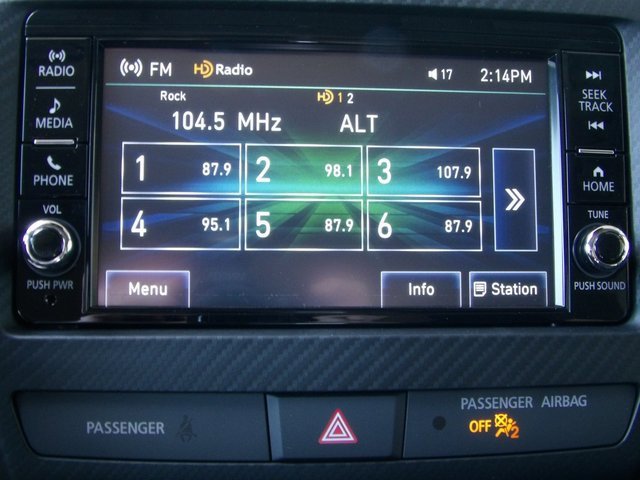 RADIO
MEDIA
PHONE
VOL
PUSH PWR
FM HD Radio 17 2:14PM
Rock HD 1 2
104.5 MHz ALT
1 87.9 2 98.1 3 107.9
4 95.1 5 87.9 6 87.9
Menu Info Station
SEEK
TRACK
HOME
TUNE
PUSH SOUND
PASSENGER
PASSENGER AIRBAG
OFF 2